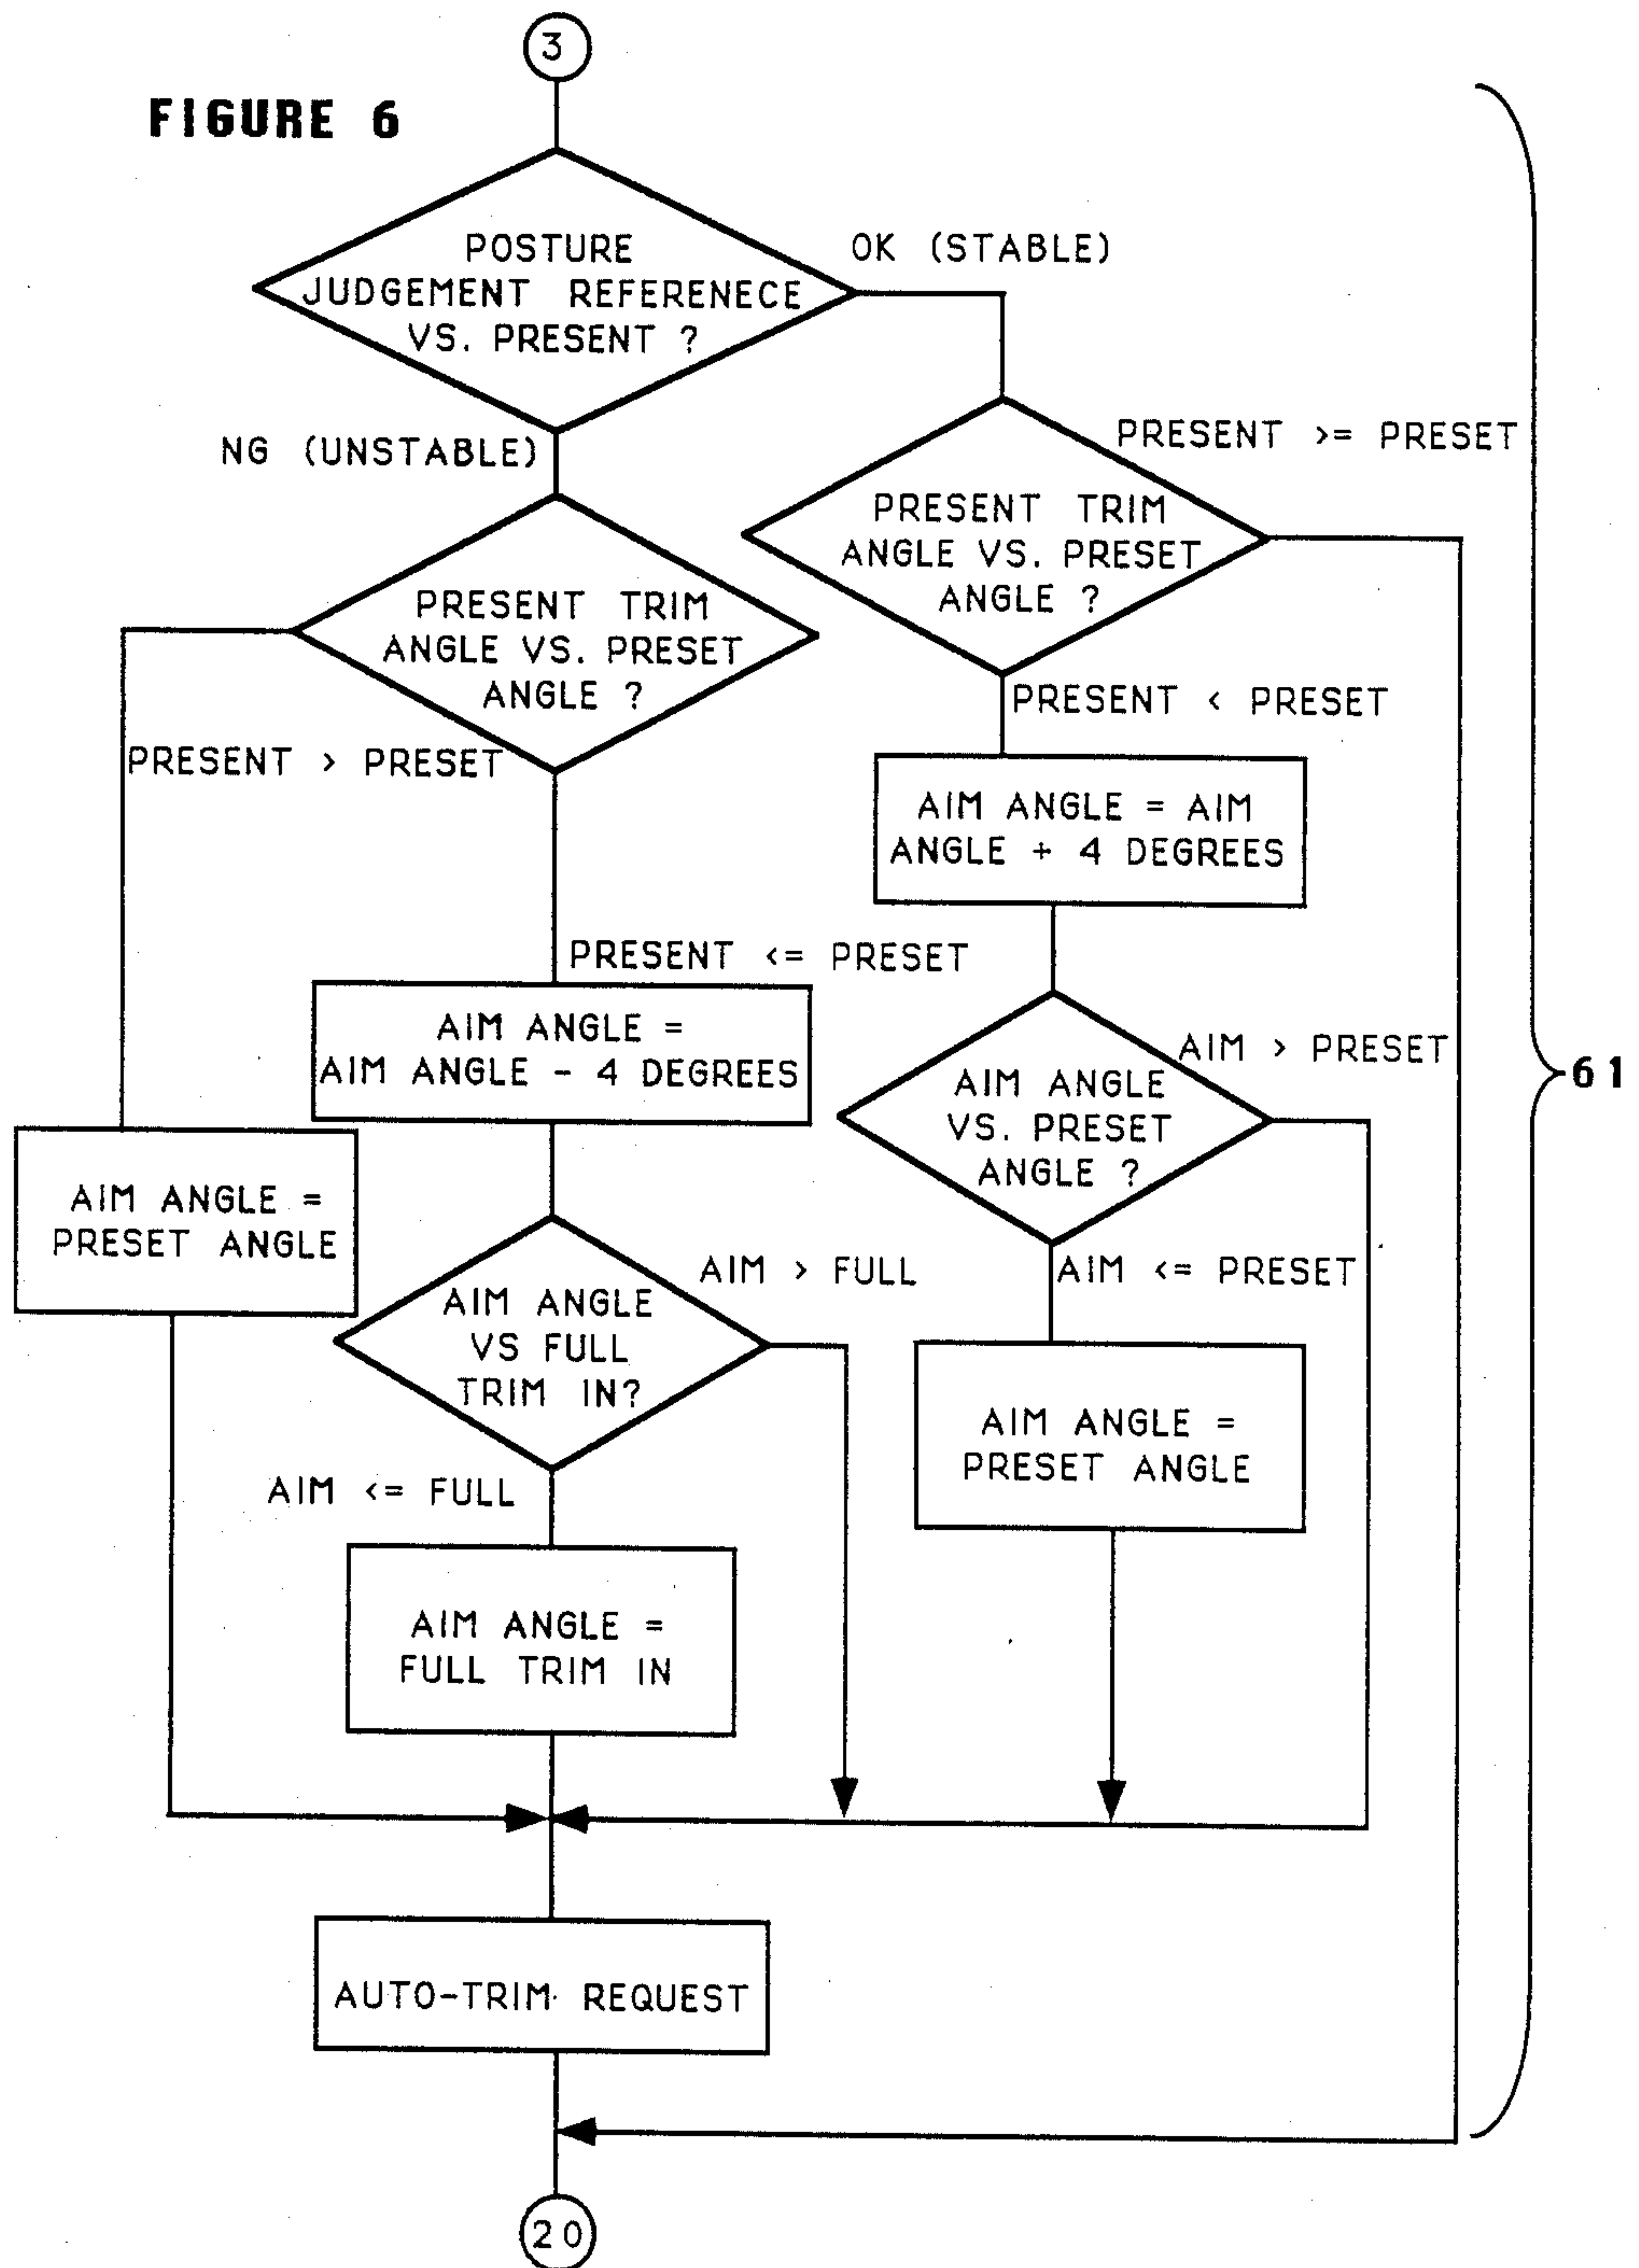 3
FIGURE 6
POSTURE
JUDGEMENT REFERENECE
VS. PRESENT ?
OK (STABLE)
NG (UNSTABLE)
PRESENT >= PRESET
PRESENT TRIM
ANGLE VS. PRESET
ANGLE ?
PRESENT TRIM
ANGLE VS. PRESET
ANGLE ?
PRESENT < PRESET
PRESENT > PRESET
AIM ANGLE = AIM
ANGLE + 4 DEGREES
PRESENT <= PRESET
AIM ANGLE =
AIM ANGLE - 4 DEGREES
AIM > PRESET
AIM ANGLE
VS. PRESET
ANGLE ?
61
AIM ANGLE =
PRESET ANGLE
AIM > FULL
AIM <= PRESET
AIM ANGLE
VS FULL
TRIM IN?
AIM ANGLE =
PRESET ANGLE
AIM <= FULL
AIM ANGLE =
FULL TRIM IN
AUTO-TRIM REQUEST
20